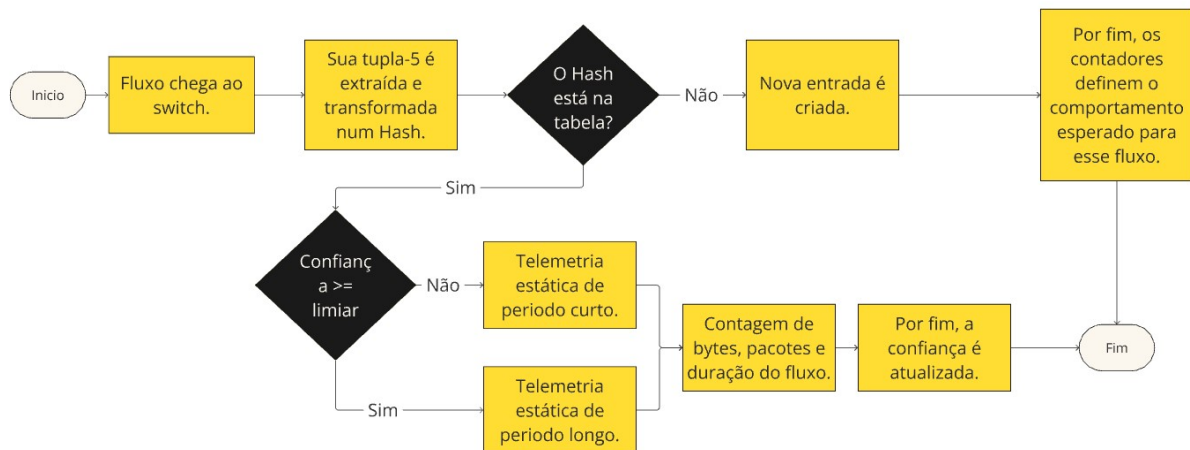 Inicio
Fluxo chega ao
switch.
Sua tupla-5 é
extraída e
transformada
num Hash.
O Hash
está na
tabela?
Não
Nova entrada é
criada.
Por fim, os
contadores
definem o
comportamento
esperado para
esse fluxo.
Sim
Confianç
a >=
limiar
Não
Telemetria
estática de
periodo curto.
Sim
Telemetria
estática de
periodo longo.
Contagem de
bytes, pacotes e
duração do fluxo.
Por fim, a
confiança é
atualizada.
Fim